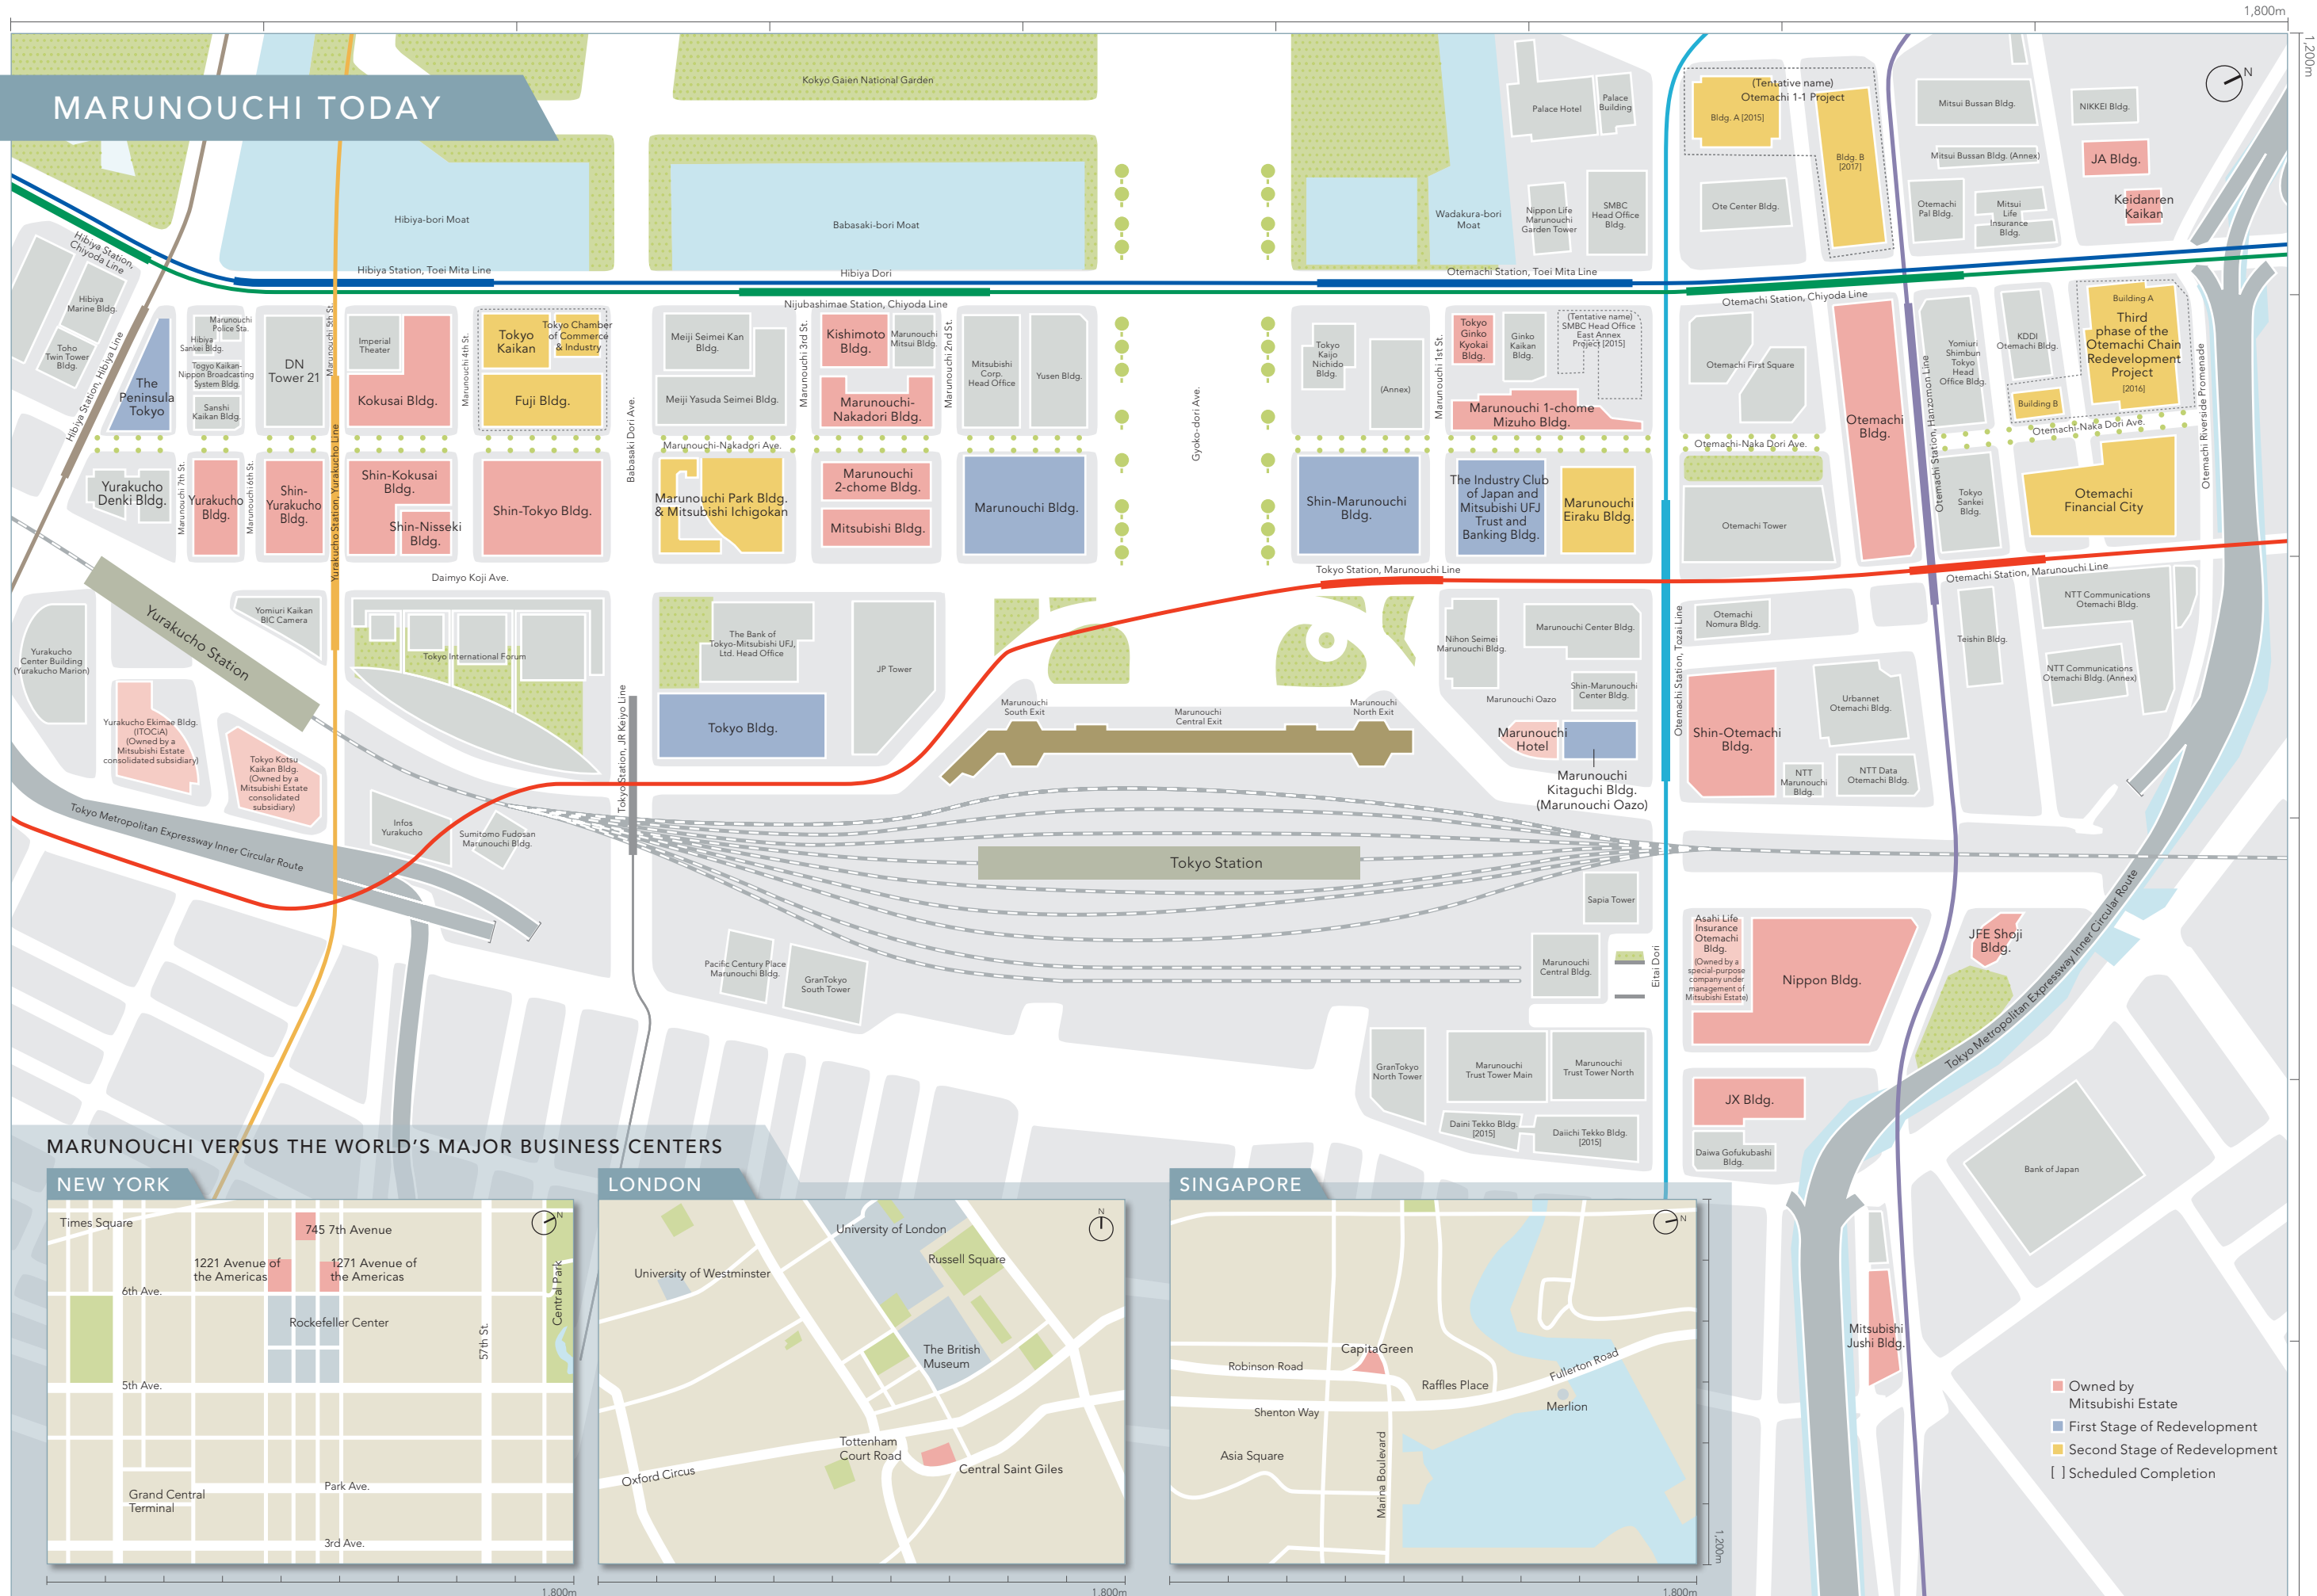 1,800m
1,200m
MARUNOUCHI TODAY
N
Kokyo Gaien National Garden
Hibiya-bori Moat
Babasaki-bori Moat
Wadakura-bori
Moat
Palace Hotel
Palace
Building
Nippon Life
Marunouchi
Garden Tower
SMBC
Head Office
Bldg.
(Tentative name)
Otemachi 1-1 Project
Bldg. A [2015]
Bldg. B
[2017]
Ote Center Bldg.
Mitsui Bussan Bldg.
Mitsui Bussan Bldg. (Annex)
Otemachi
Pal Bldg.
Mitsui
Life
Insurance
Bldg.
NIKKEI Bldg.
JA Bldg.
Keidanren
Kaikan
Hibiya Station,
Chiyoda Line
Hibiya Station, Toei Mita Line
Hibiya Dori
Nijubashimae Station, Chiyoda Line
Otemachi Station, Toei Mita Line
Otemachi Station, Chiyoda Line
Hibiya
Marine Bldg.
Toho
Twin Tower
Bldg.
Hibiya Station, Hibiya Line
The
Peninsula
Tokyo
Marunouchi
Police Sta.
Hibiya
Sankei Bldg.
Togyo Kaikan-
Nippon Broadcasting
System Bldg.
Sanshi
Kaikan Bldg.
DN
Tower 21
Marunouchi 5th St.
Imperial
Theater
Kokusai Bldg.
Marunouchi 4th St.
Tokyo
Kaikan
Tokyo Chamber
of Commerce
& Industry
Fuji Bldg.
Babasaki Dori Ave.
Meiji Seimei Kan
Bldg.
Meiji Yasuda Seimei Bldg.
Marunouchi 3rd St.
Kishimoto
Bldg.
Marunouchi
Mitsui Bldg.
Marunouchi-
Nakadori Bldg.
Marunouchi 2nd St.
Mitsubishi
Corp.
Head Office
Yusen Bldg.
Gyoko-dori Ave.
Tokyo
Kaijo
Nichido
Bldg.
(Annex)
Marunouchi 1st St.
Tokyo
Ginko
Kyokai
Bldg.
Ginko
Kaikan
Bldg.
(Tentative name)
SMBC Head Office
East Annex
Project [2015]
Marunouchi 1-chome
Mizuho Bldg.
Otemachi First Square
Otemachi
Bldg.
Otemachi Station, Hanzomon Line
Yomiuri
Shimbun
Tokyo
Head
Office Bldg.
KDDI
Otemachi Bldg.
Building A
Third
phase of the
Otemachi Chain
Redevelopment
Project
[2016]
Building B
Otemachi Riverside Promenade
Marunouchi-Nakadori Ave.
Otemachi-Naka Dori Ave.
Otemachi-Naka Dori Ave.
Yurakucho
Denki Bldg.
Marunouchi 7th St.
Yurakucho
Bldg.
Marunouchi 6th St.
Shin-
Yurakucho
Bldg.
Yurakucho Station, Yurakucho Line
Shin-Kokusai
Bldg.
Shin-Nisseki
Bldg.
Shin-Tokyo Bldg.
Marunouchi Park Bldg.
& Mitsubishi Ichigokan
Marunouchi
2-chome Bldg.
Mitsubishi Bldg.
Marunouchi Bldg.
Shin-Marunouchi
Bldg.
The Industry Club
of Japan and
Mitsubishi UFJ
Trust and
Banking Bldg.
Marunouchi
Eiraku Bldg.
Otemachi Tower
Tokyo
Sankei
Bldg.
Otemachi
Financial City
Daimyo Koji Ave.
Tokyo Station, Marunouchi Line
Otemachi Station, Marunouchi Line
Yurakucho Station
Yurakucho
Center Building
(Yurakucho Marion)
Yomiuri Kaikan
BIC Camera
Tokyo International Forum
Tokyo Station, JR Keiyo Line
The Bank of
Tokyo-Mitsubishi UFJ,
Ltd. Head Office
JP Tower
Tokyo Bldg.
Marunouchi
South Exit
Marunouchi
Central Exit
Marunouchi
North Exit
Nihon Seimei
Marunouchi Bldg.
Marunouchi Center Bldg.
Shin-Marunouchi
Center Bldg.
Marunouchi Oazo
Marunouchi
Hotel
Marunouchi
Kitaguchi Bldg.
(Marunouchi Oazo)
Otemachi Station, Tozai Line
Otemachi
Nomura Bldg.
Shin-Otemachi
Bldg.
Urbannet
Otemachi Bldg.
NTT
Marunouchi
Bldg.
NTT Data
Otemachi Bldg.
Teishin Bldg.
NTT Communications
Otemachi Bldg.
NTT Communications
Otemachi Bldg. (Annex)
Yurakucho Ekimae Bldg.
(ITOCiA)
(Owned by a
Mitsubishi Estate
consolidated subsidiary)
Tokyo Kotsu
Kaikan Bldg.
(Owned by a
Mitsubishi Estate
consolidated
subsidiary)
Tokyo Metropolitan Expressway Inner Circular Route
Infos
Yurakucho
Sumitomo Fudosan
Marunouchi Bldg.
Tokyo Station
Pacific Century Place
Marunouchi Bldg.
GranTokyo
South Tower
Sapia Tower
Marunouchi
Central Bldg.
Eitai Dori
GranTokyo
North Tower
Marunouchi
Trust Tower Main
Marunouchi
Trust Tower North
Daini Tekko Bldg.
[2015]
Daiichi Tekko Bldg.
[2015]
Asahi Life
Insurance
Otemachi
Bldg.
(Owned by a
special-purpose
company under
management of
Mitsubishi Estate)
Nippon Bldg.
JFE Shoji
Bldg.
Tokyo Metropolitan Expressway Inner Circular Route
JX Bldg.
Daiwa Gofukubashi
Bldg.
Bank of Japan
Mitsubishi
Jushi Bldg.
MARUNOUCHI VERSUS THE WORLD'S MAJOR BUSINESS CENTERS
NEW YORK
Times Square
745 7th Avenue
1221 Avenue of
the Americas
1271 Avenue of
the Americas
6th Ave.
Rockefeller Center
Central Park
57th St.
5th Ave.
Grand Central
Terminal
Park Ave.
3rd Ave.
N
1,800m
LONDON
University of London
N
Russell Square
University of Westminster
The British
Museum
Tottenham
Court Road
Oxford Circus
Central Saint Giles
1,800m
SINGAPORE
N
CapitaGreen
Robinson Road
Raffles Place
Fullerton Road
Merlion
Shenton Way
Asia Square
Marina Boulevard
1,200m
1,800m
Owned by
Mitsubishi Estate
First Stage of Redevelopment
Second Stage of Redevelopment
[ ] Scheduled Completion